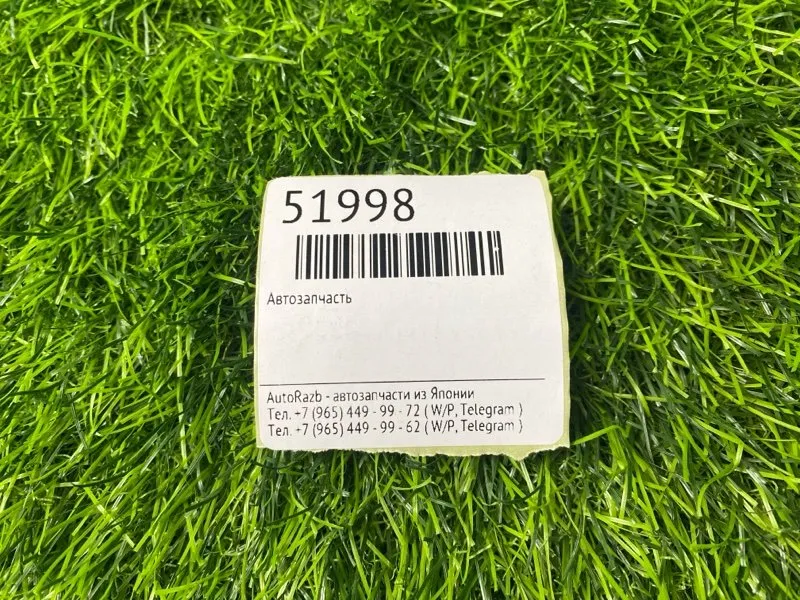 51998
Автозапчасть
AutoRazb - автозапчасти из Японии
Тел. +7 (965) 449 - 99 - 72 ( W/P, Telegram )
Тел. +7 (965) 449 - 99 - 62 ( W/P, Telegram )